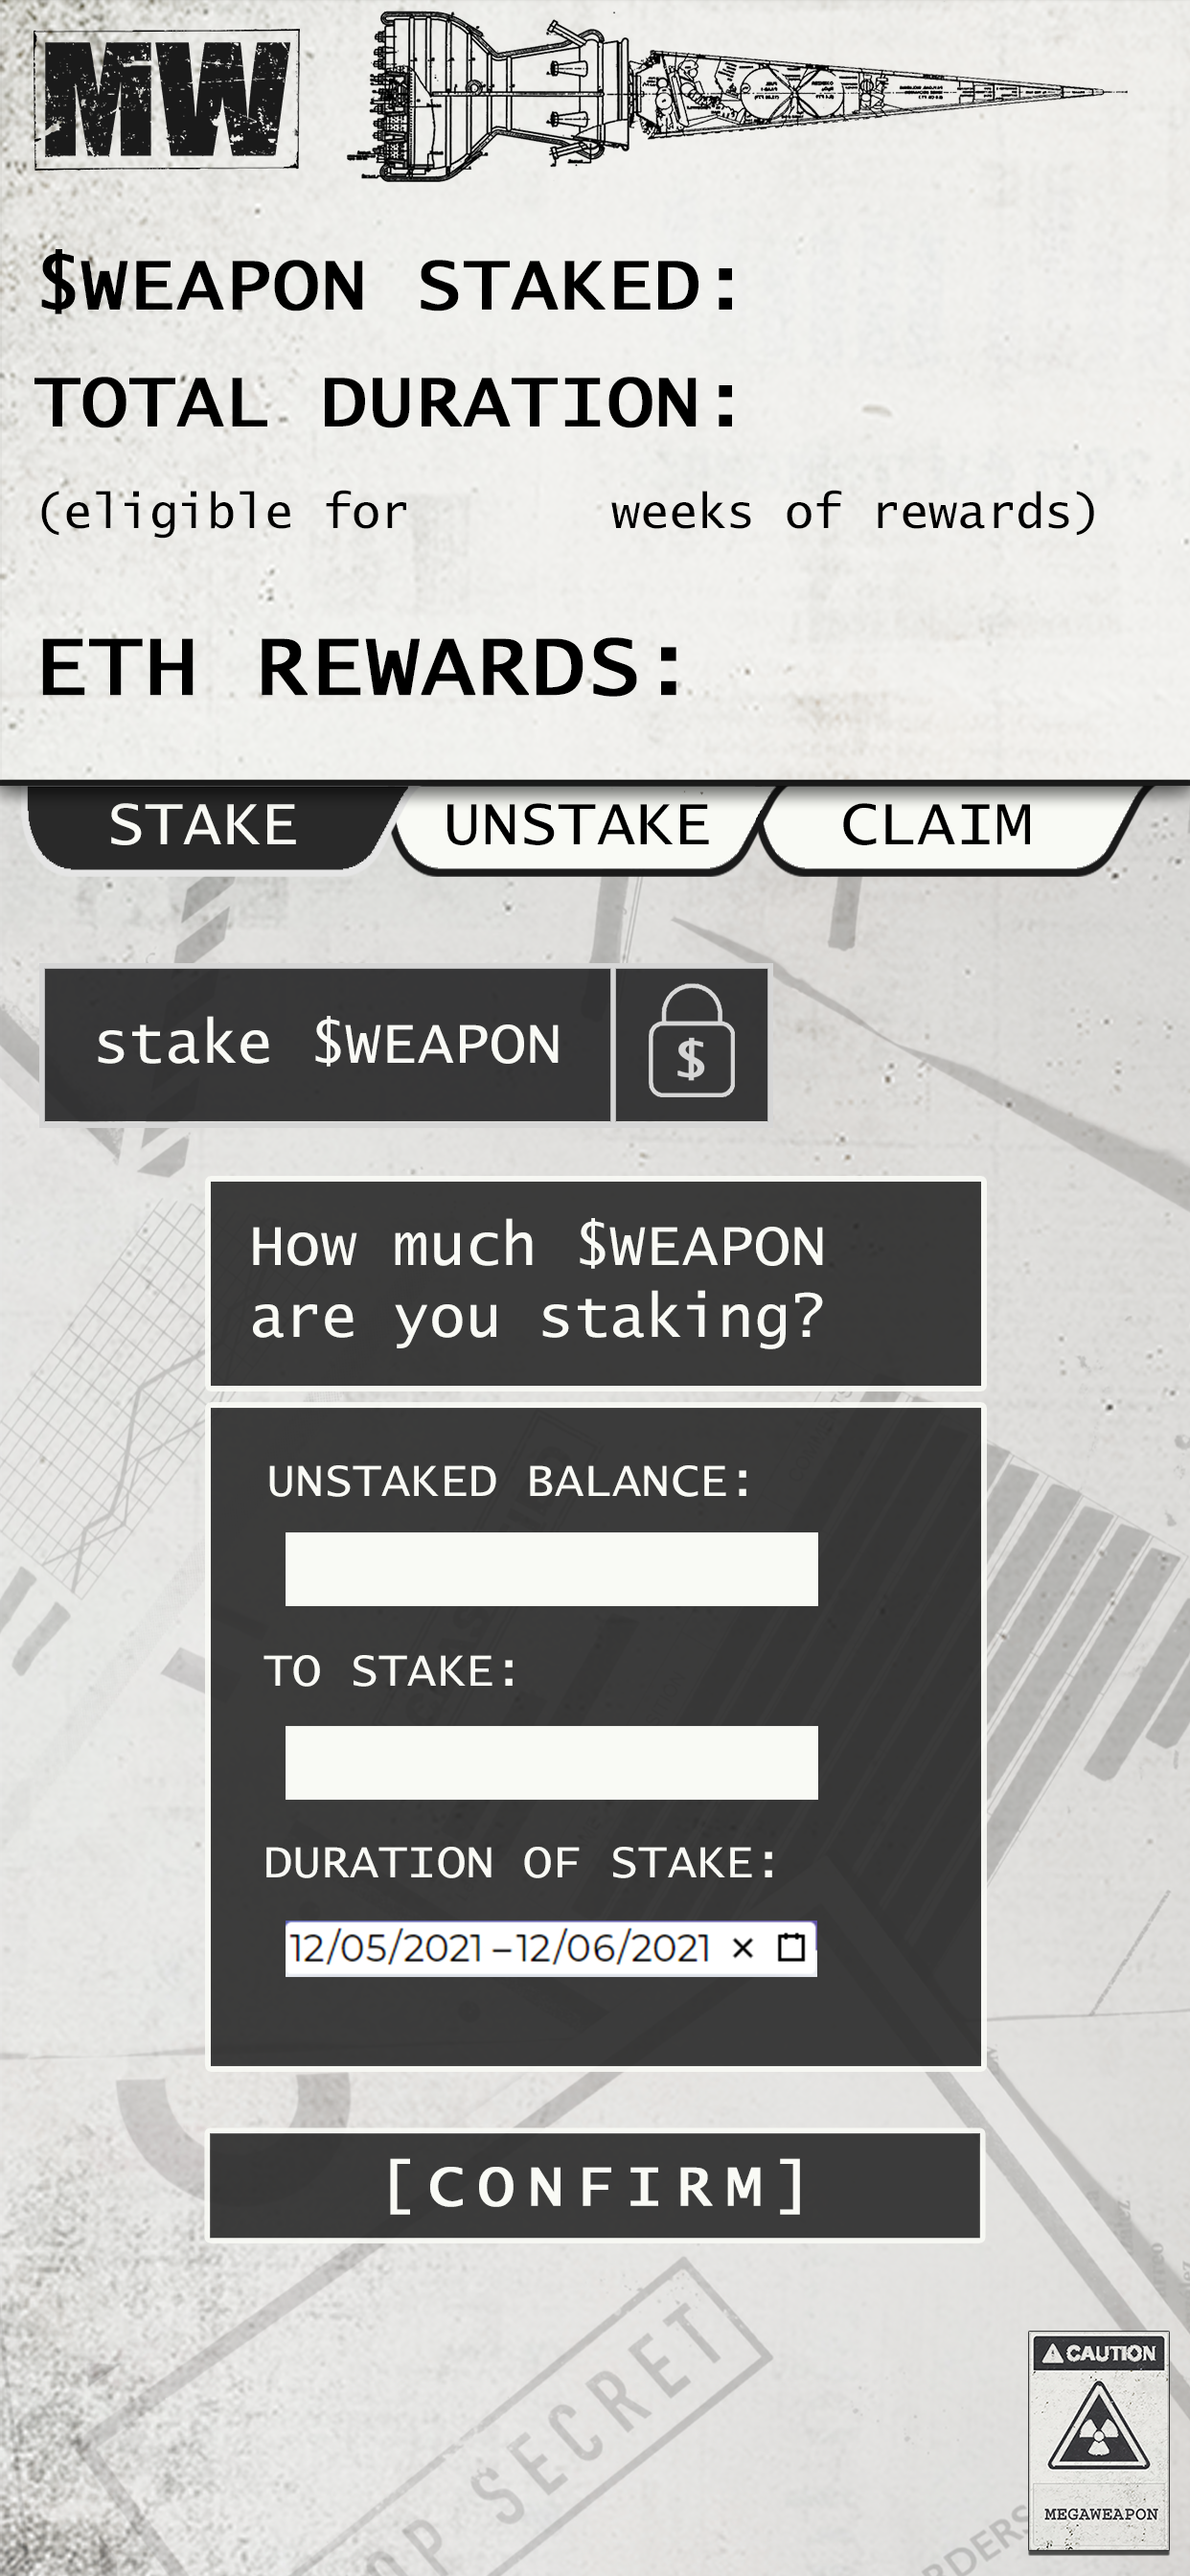 MW
$WEAPON STAKED:
TOTAL DURATION:
(eligible for weeks of rewards)
ETH REWARDS:
STAKE UNSTAKE CLAIM
stake $WEAPON $
How much $WEAPON
are you staking?
UNSTAKED BALANCE:
TO STAKE:
DURATION OF STAKE:
12/05/2021 – 12/06/2021
[CONFIRM]
SECRET
CAUTION
MEGAWEAPON